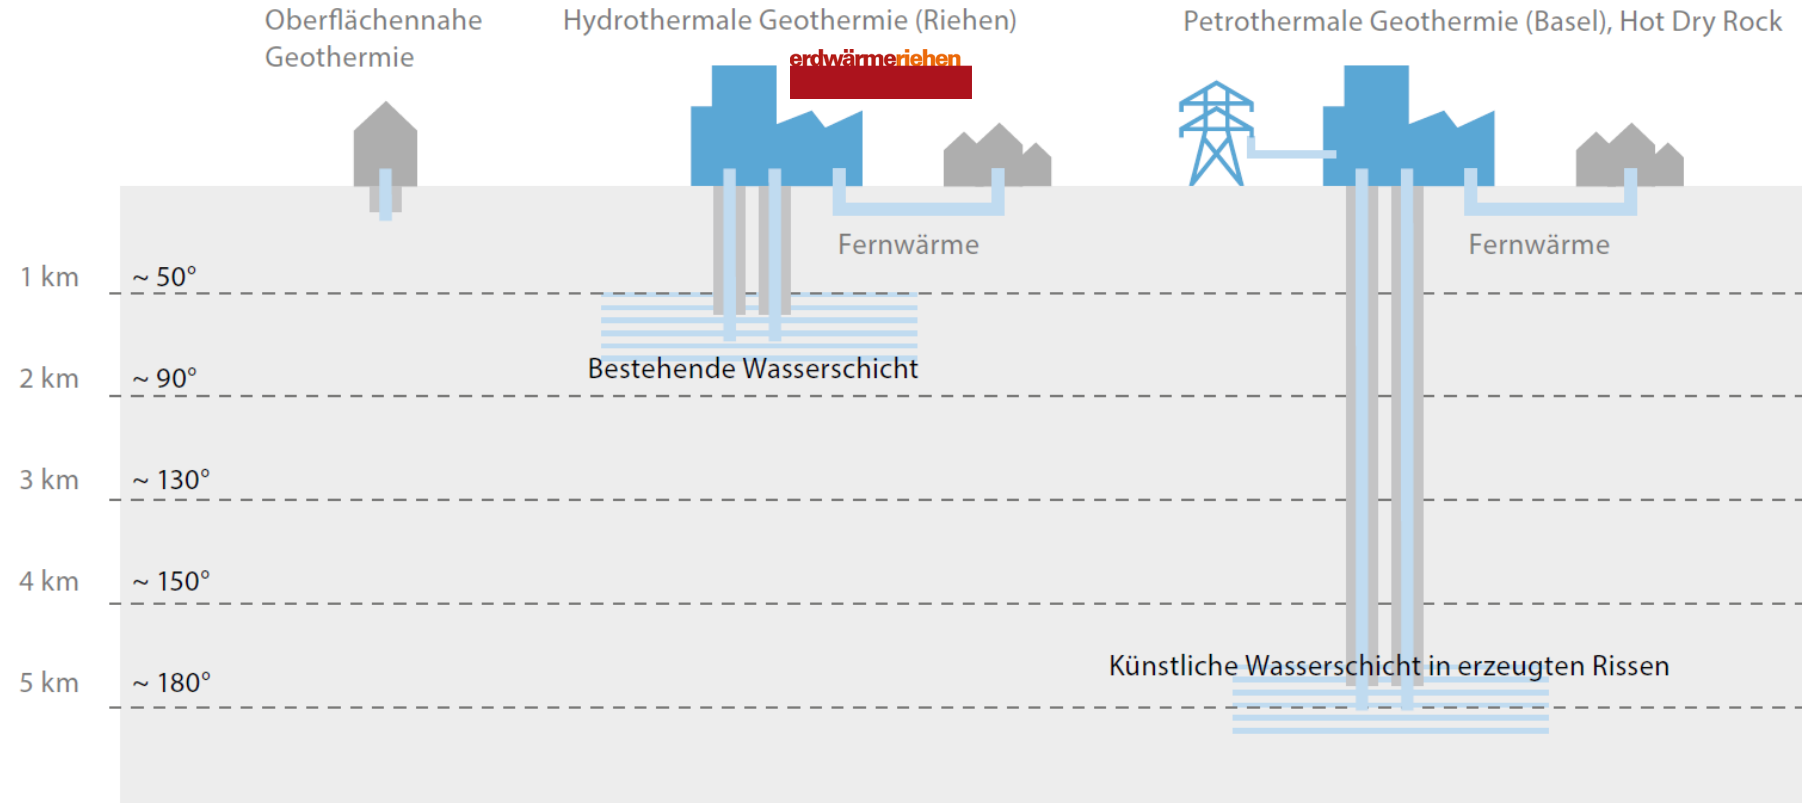 Oberflächennahe
Geothermie
Hydrothermale Geothermie (Riehen)
Petrothermale Geothermie (Basel), Hot Dry Rock
erdwärmeriehen
Fernwärme
Fernwärme
1 km
~ 50°
Bestehende Wasserschicht
2 km
~ 90°
3 km
~ 130°
4 km
~ 150°
Künstliche Wasserschicht in erzeugten Rissen
5 km
~ 180°